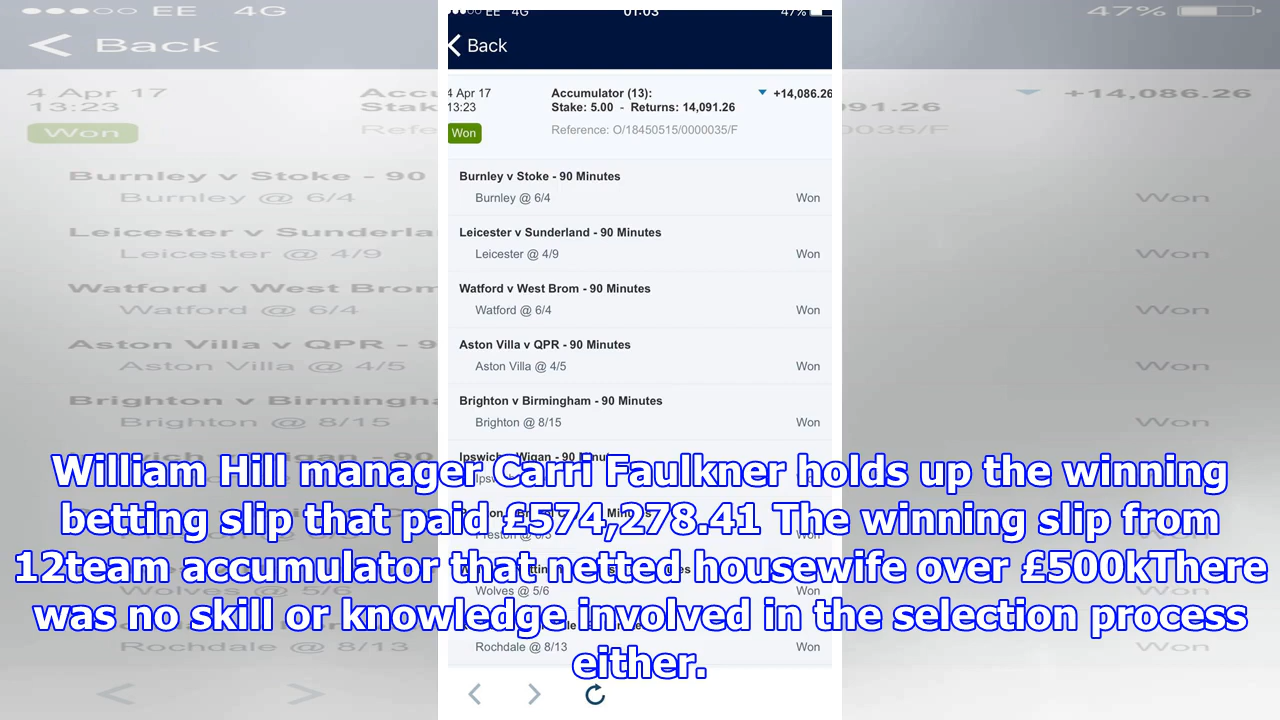 EE 4G 01:03 47%
Back
4 Apr 17
13:23
Won
Accumulator (13):
Stake: 5.00 - Returns: 14,091.26
+14,086.26
Reference: O/18450515/0000035/F
Burnley v Stoke - 90 Minutes
Burnley @ 6/4 Won
Leicester v Sunderland - 90 Minutes
Leicester @ 4/9 Won
Watford v West Brom - 90 Minutes
Watford @ 6/4 Won
Aston Villa v QPR - 90 Minutes
Aston Villa @ 4/5 Won
Brighton v Birmingham - 90 Minutes
Brighton @ 8/15 Won
William Hill manager Carri Faulkner holds up the winning
betting slip that paid £574,278.41 The winning slip from
12team accumulator that netted housewife over £500kThere
was no skill or knowledge involved in the selection process
either.
Wolves @ 5/6 Won
Rochdale @ 8/13 Won